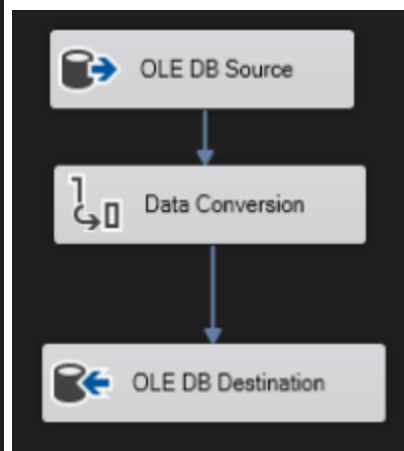 OLE DB Source
Data Conversion
OLE DB Destination